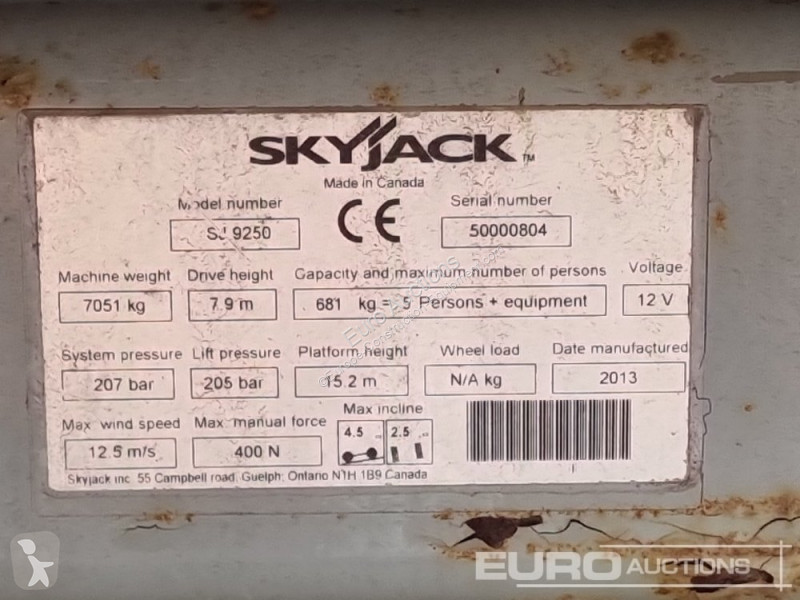 SKYJACK™
Made in Canada
Model number
Serial number
SJ 9250
CE
50000804
Machine weight
Drive height
Capacity and maximum number of persons
Voltage
7051 kg
7.9 m
681 kg = 5 Persons + equipment
12 V
System pressure
Lift pressure
Platform height
Wheel load
Date manufactured
207 bar
205 bar
15.2 m
N/A kg
2013
Max wind speed
Max manual force
Max incline
12.5 m/s
400 N
4.5
2.5
Skyjack inc 55 Campbell road, Guelph, Ontario N1H 1B9 Canada
Euro Auctions
EURO AUCTIONS